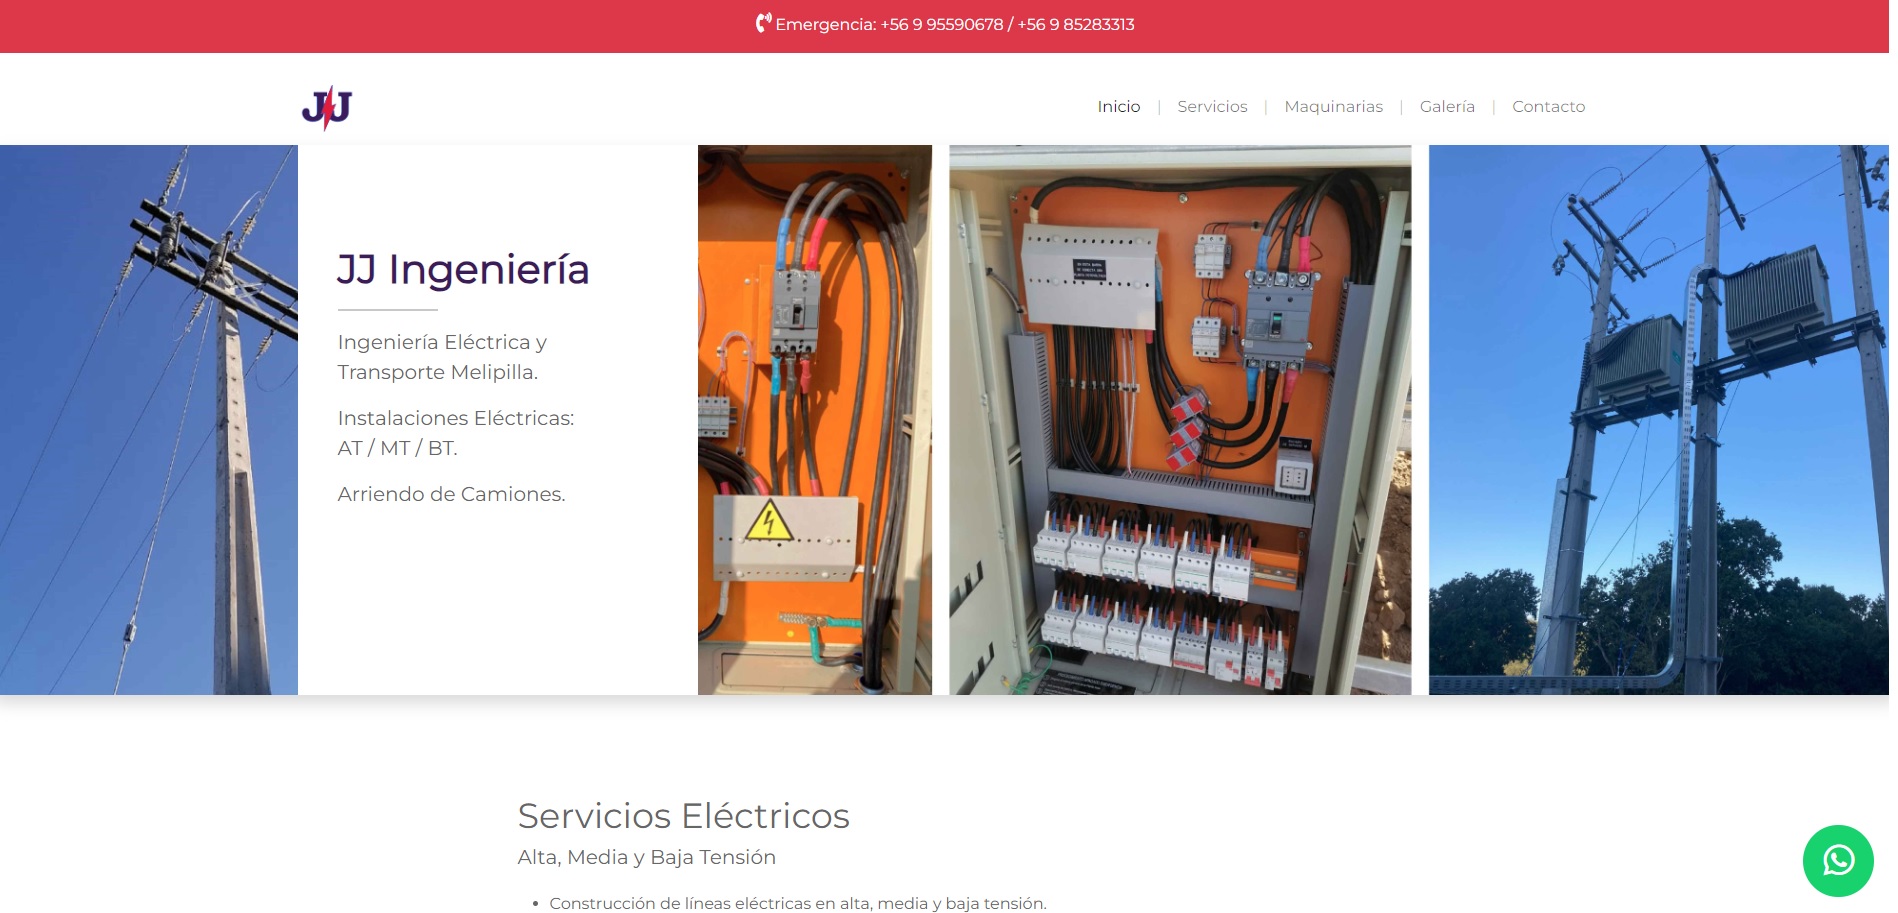 Emergencia: +56 9 95590678 / +56 9 85283313
JJ
Inicio | Servicios | Maquinarias | Galería | Contacto
JJ Ingeniería
Ingeniería Eléctrica y
Transporte Melipilla.
Instalaciones Eléctricas:
AT / MT / BT.
Arriendo de Camiones.
Servicios Eléctricos
Alta, Media y Baja Tensión
• Construcción de líneas eléctricas en alta, media y baja tensión.